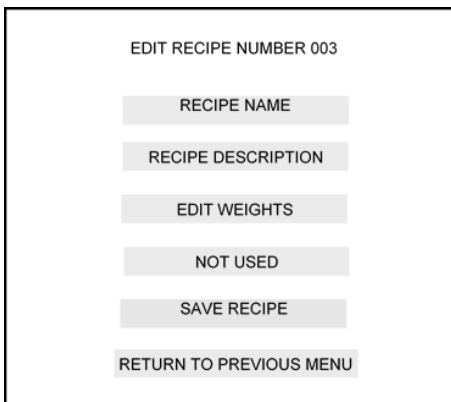 EDIT RECIPE NUMBER 003
RECIPE NAME
RECIPE DESCRIPTION
EDIT WEIGHTS
NOT USED
SAVE RECIPE
RETURN TO PREVIOUS MENU